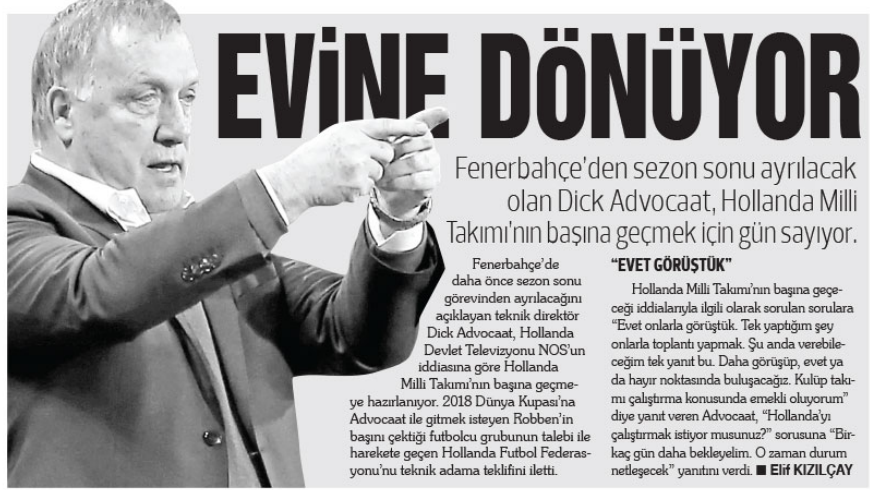 EVİNE DÖNÜYOR
Fenerbahçe'den sezon sonu ayrılacak
olan Dick Advocaat, Hollanda Milli
Takımı'nın başına geçmek için gün sayıyor.
Fenerbahçe'de
daha önce sezon sonu
görevinden ayrılacağını
açıklayan teknik direktör
Dick Advocaat, Hollanda
Devlet Televizyonu NOS'un
iddiasına göre Hollanda
Milli Takımı'nın başına geçme-
ye hazırlanıyor. 2018 Dünya Kupası'na
Advocaat ile gitmek isteyen Robben'in
başını çektiği futbolcu grubunun talebi ile
harekete geçen Hollanda Futbol Federas-
yonu'nu teknik adama teklifini iletti.
"EVET GÖRÜŞTÜK"
Hollanda Milli Takımı'nın başına geçe-
ceği iddialarıyla ilgili olarak sorulan sorulara
"Evet onlarla görüştük. Tek yaptığım şey
onlarla toplantı yapmak. Şu anda verebile-
ceğim tek yanıt bu. Daha görüşüp, evet ya
da hayır noktasında buluşacağız. Kulüp takı-
mı çalıştırma konusunda emekli oluyorum"
diye yanıt veren Advocaat, "Hollanda'yı
çalıştırmak istiyor musunuz?" sorusuna "Bir-
kaç gün daha bekleyelim. O zaman durum
netleşecek" yanıtını verdi. ■ Elif KIZILÇAY